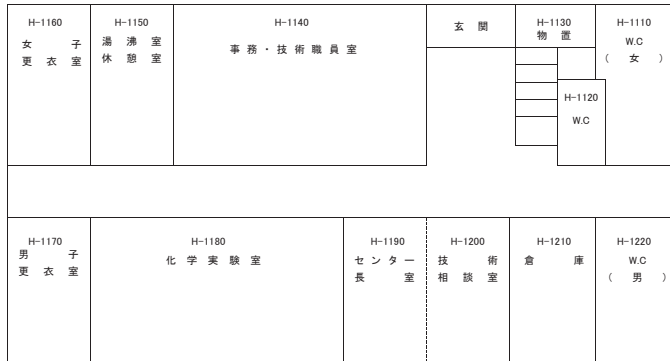 H-1160
女子
更衣室
H-1150
湯沸室
休憩室
H-1140
事務・技術職員室
玄関
H-1130
物置
H-1110
W.C
(女)
H-1120
W.C
H-1170
男子
更衣室
H-1180
化学実験室
H-1190
センター
長室
H-1200
技術
相談室
H-1210
倉庫
H-1220
W.C
(男)